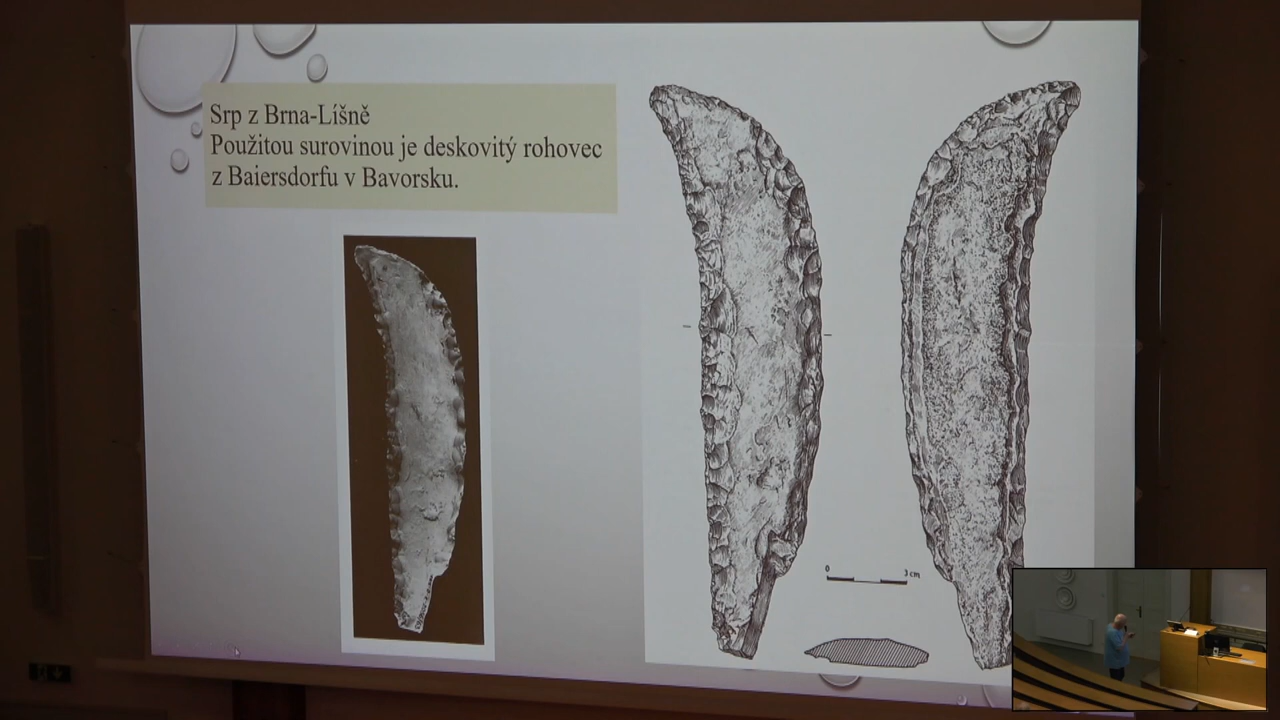 Srp z Brna-Líšně
Použitou surovinou je deskovitý rohovec
z Baiersdorfu v Bavorsku.
0 3 cm